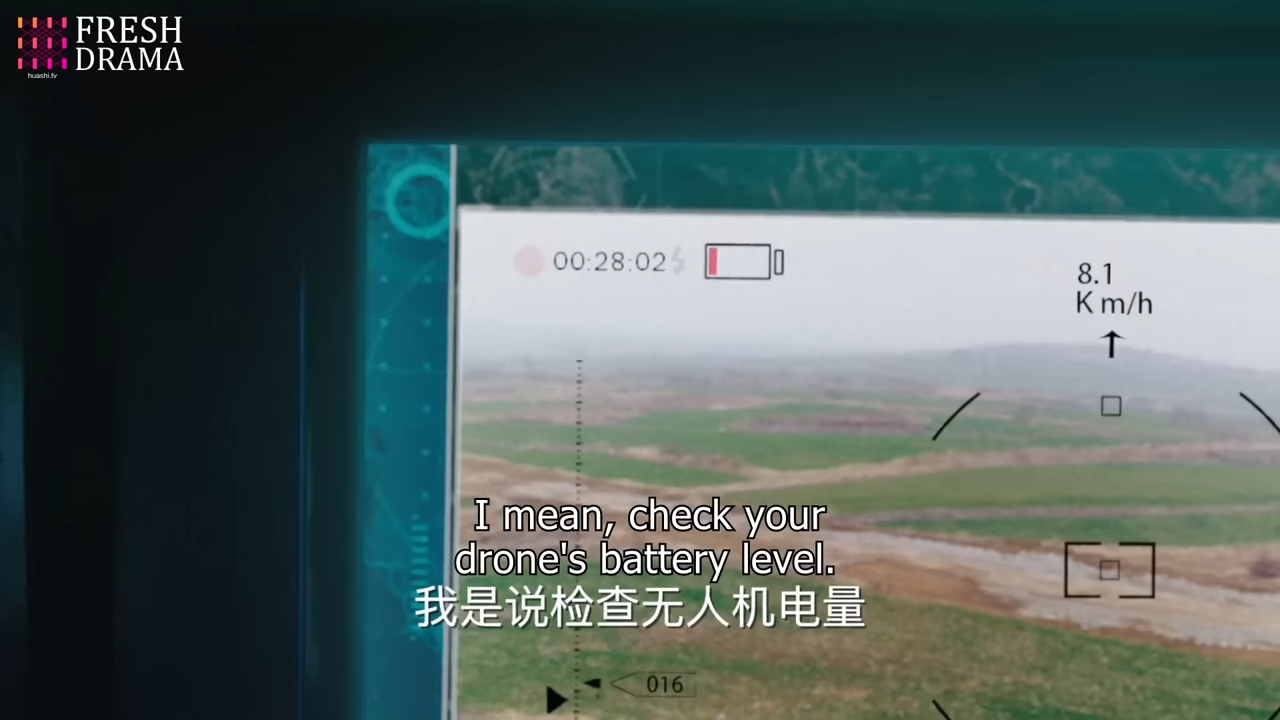 FRESH
DRAMA
huashi.tv
00:28:02
8.1
K m/h
I mean, check your
drone's battery level.
我是说检查无人机电量
016